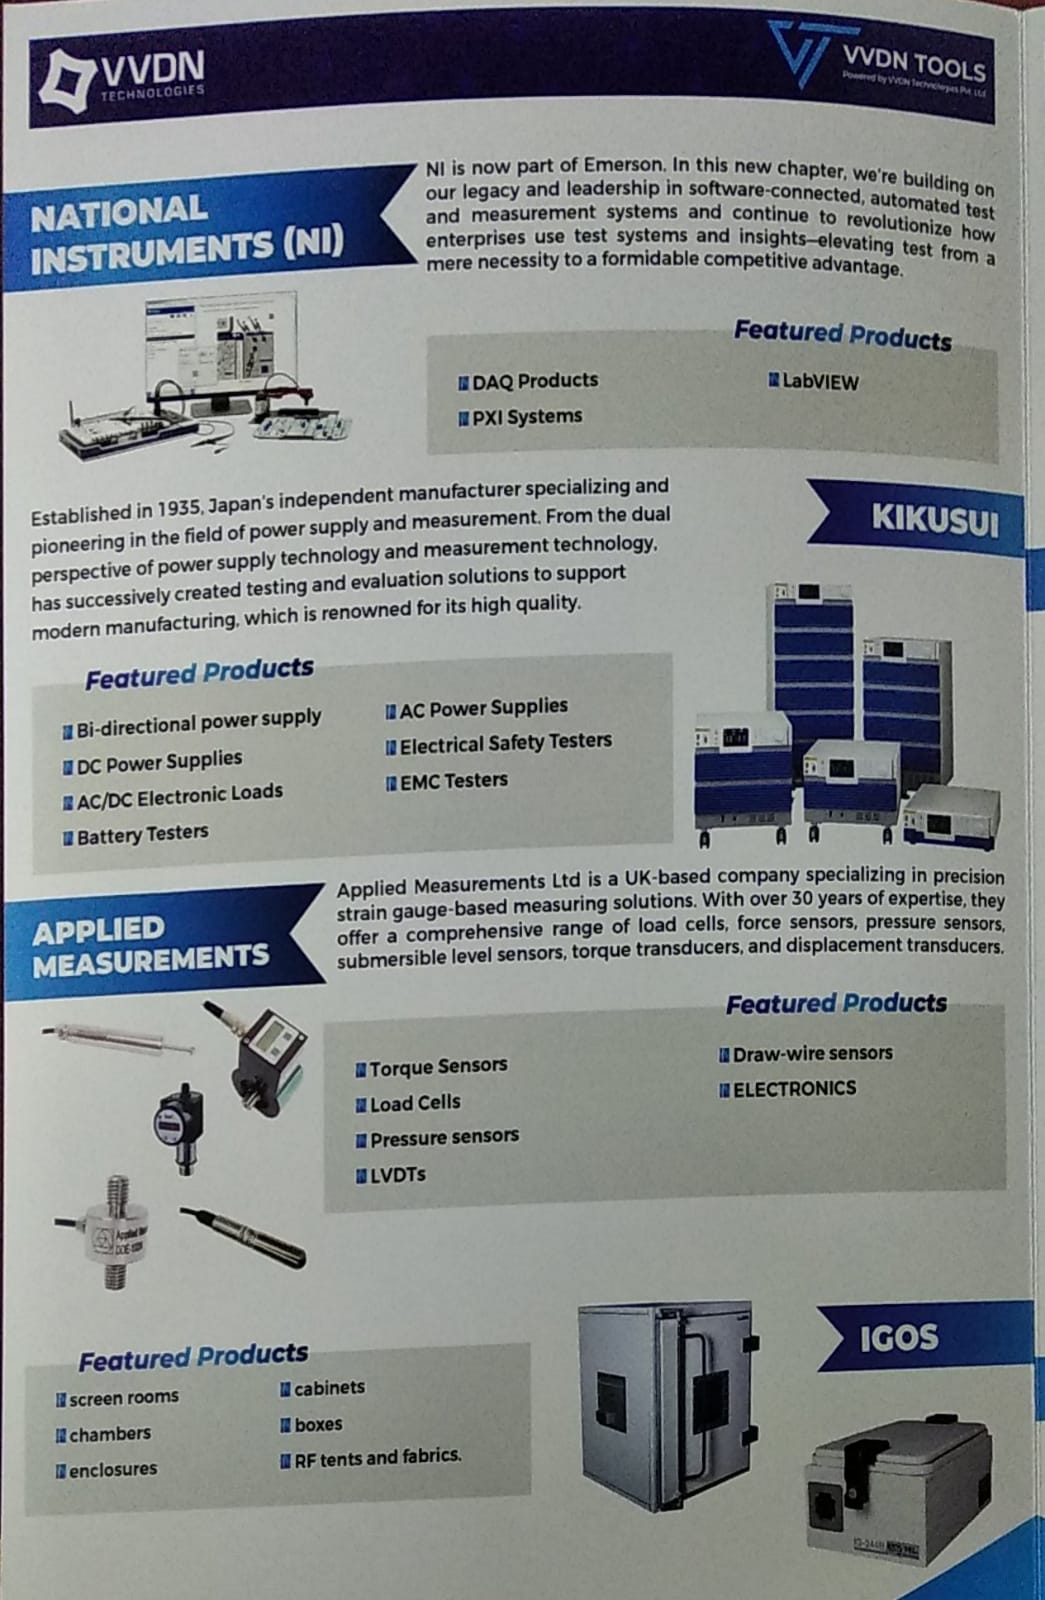 VVDN
TECHNOLOGIES
VVDN TOOLS
Powered by VVDN Technologies Pvt. Ltd
NATIONAL
INSTRUMENTS (NI)
NI is now part of Emerson. In this new chapter, we're building on
our legacy and leadership in software-connected, automated test
and measurement systems and continue to revolutionize how
enterprises use test systems and insights—elevating test from a
mere necessity to a formidable competitive advantage.
Featured Products
DAQ Products
PXI Systems
LabVIEW
Established in 1935, Japan's independent manufacturer specializing and
pioneering in the field of power supply and measurement. From the dual
perspective of power supply technology and measurement technology,
has successively created testing and evaluation solutions to support
modern manufacturing, which is renowned for its high quality.
KIKUSUI
Featured Products
Bi-directional power supply
DC Power Supplies
AC/DC Electronic Loads
Battery Testers
AC Power Supplies
Electrical Safety Testers
EMC Testers
APPLIED
MEASUREMENTS
Applied Measurements Ltd is a UK-based company specializing in precision
strain gauge-based measuring solutions. With over 30 years of expertise, they
offer a comprehensive range of load cells, force sensors, pressure sensors,
submersible level sensors, torque transducers, and displacement transducers.
Featured Products
Torque Sensors
Load Cells
Pressure sensors
LVDTs
Draw-wire sensors
ELECTRONICS
Applied
IGOS
Featured Products
screen rooms
chambers
enclosures
cabinets
boxes
RF tents and fabrics.